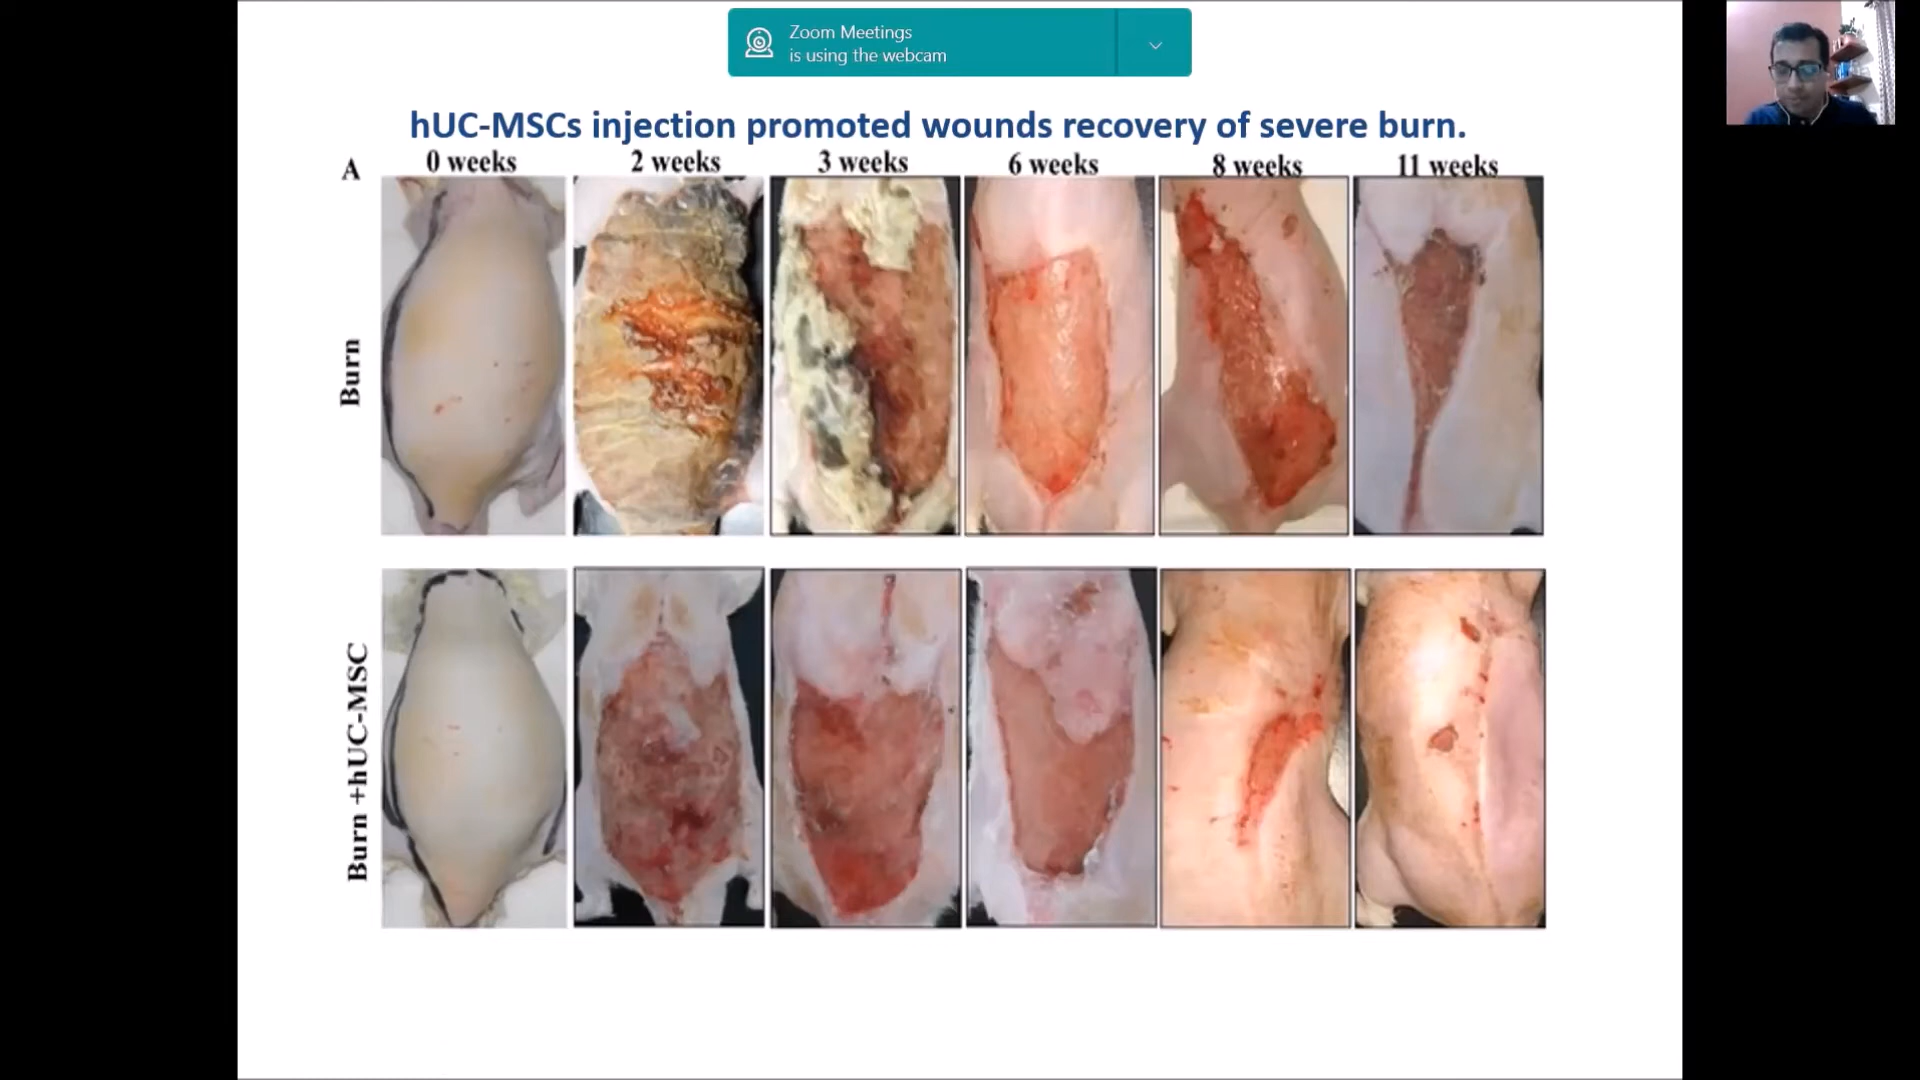 Zoom Meetings
is using the webcam
hUC-MSCs injection promoted wounds recovery of severe burn.
A
0 weeks
2 weeks
3 weeks
6 weeks
8 weeks
11 weeks
Burn
Burn +hUC-MSC